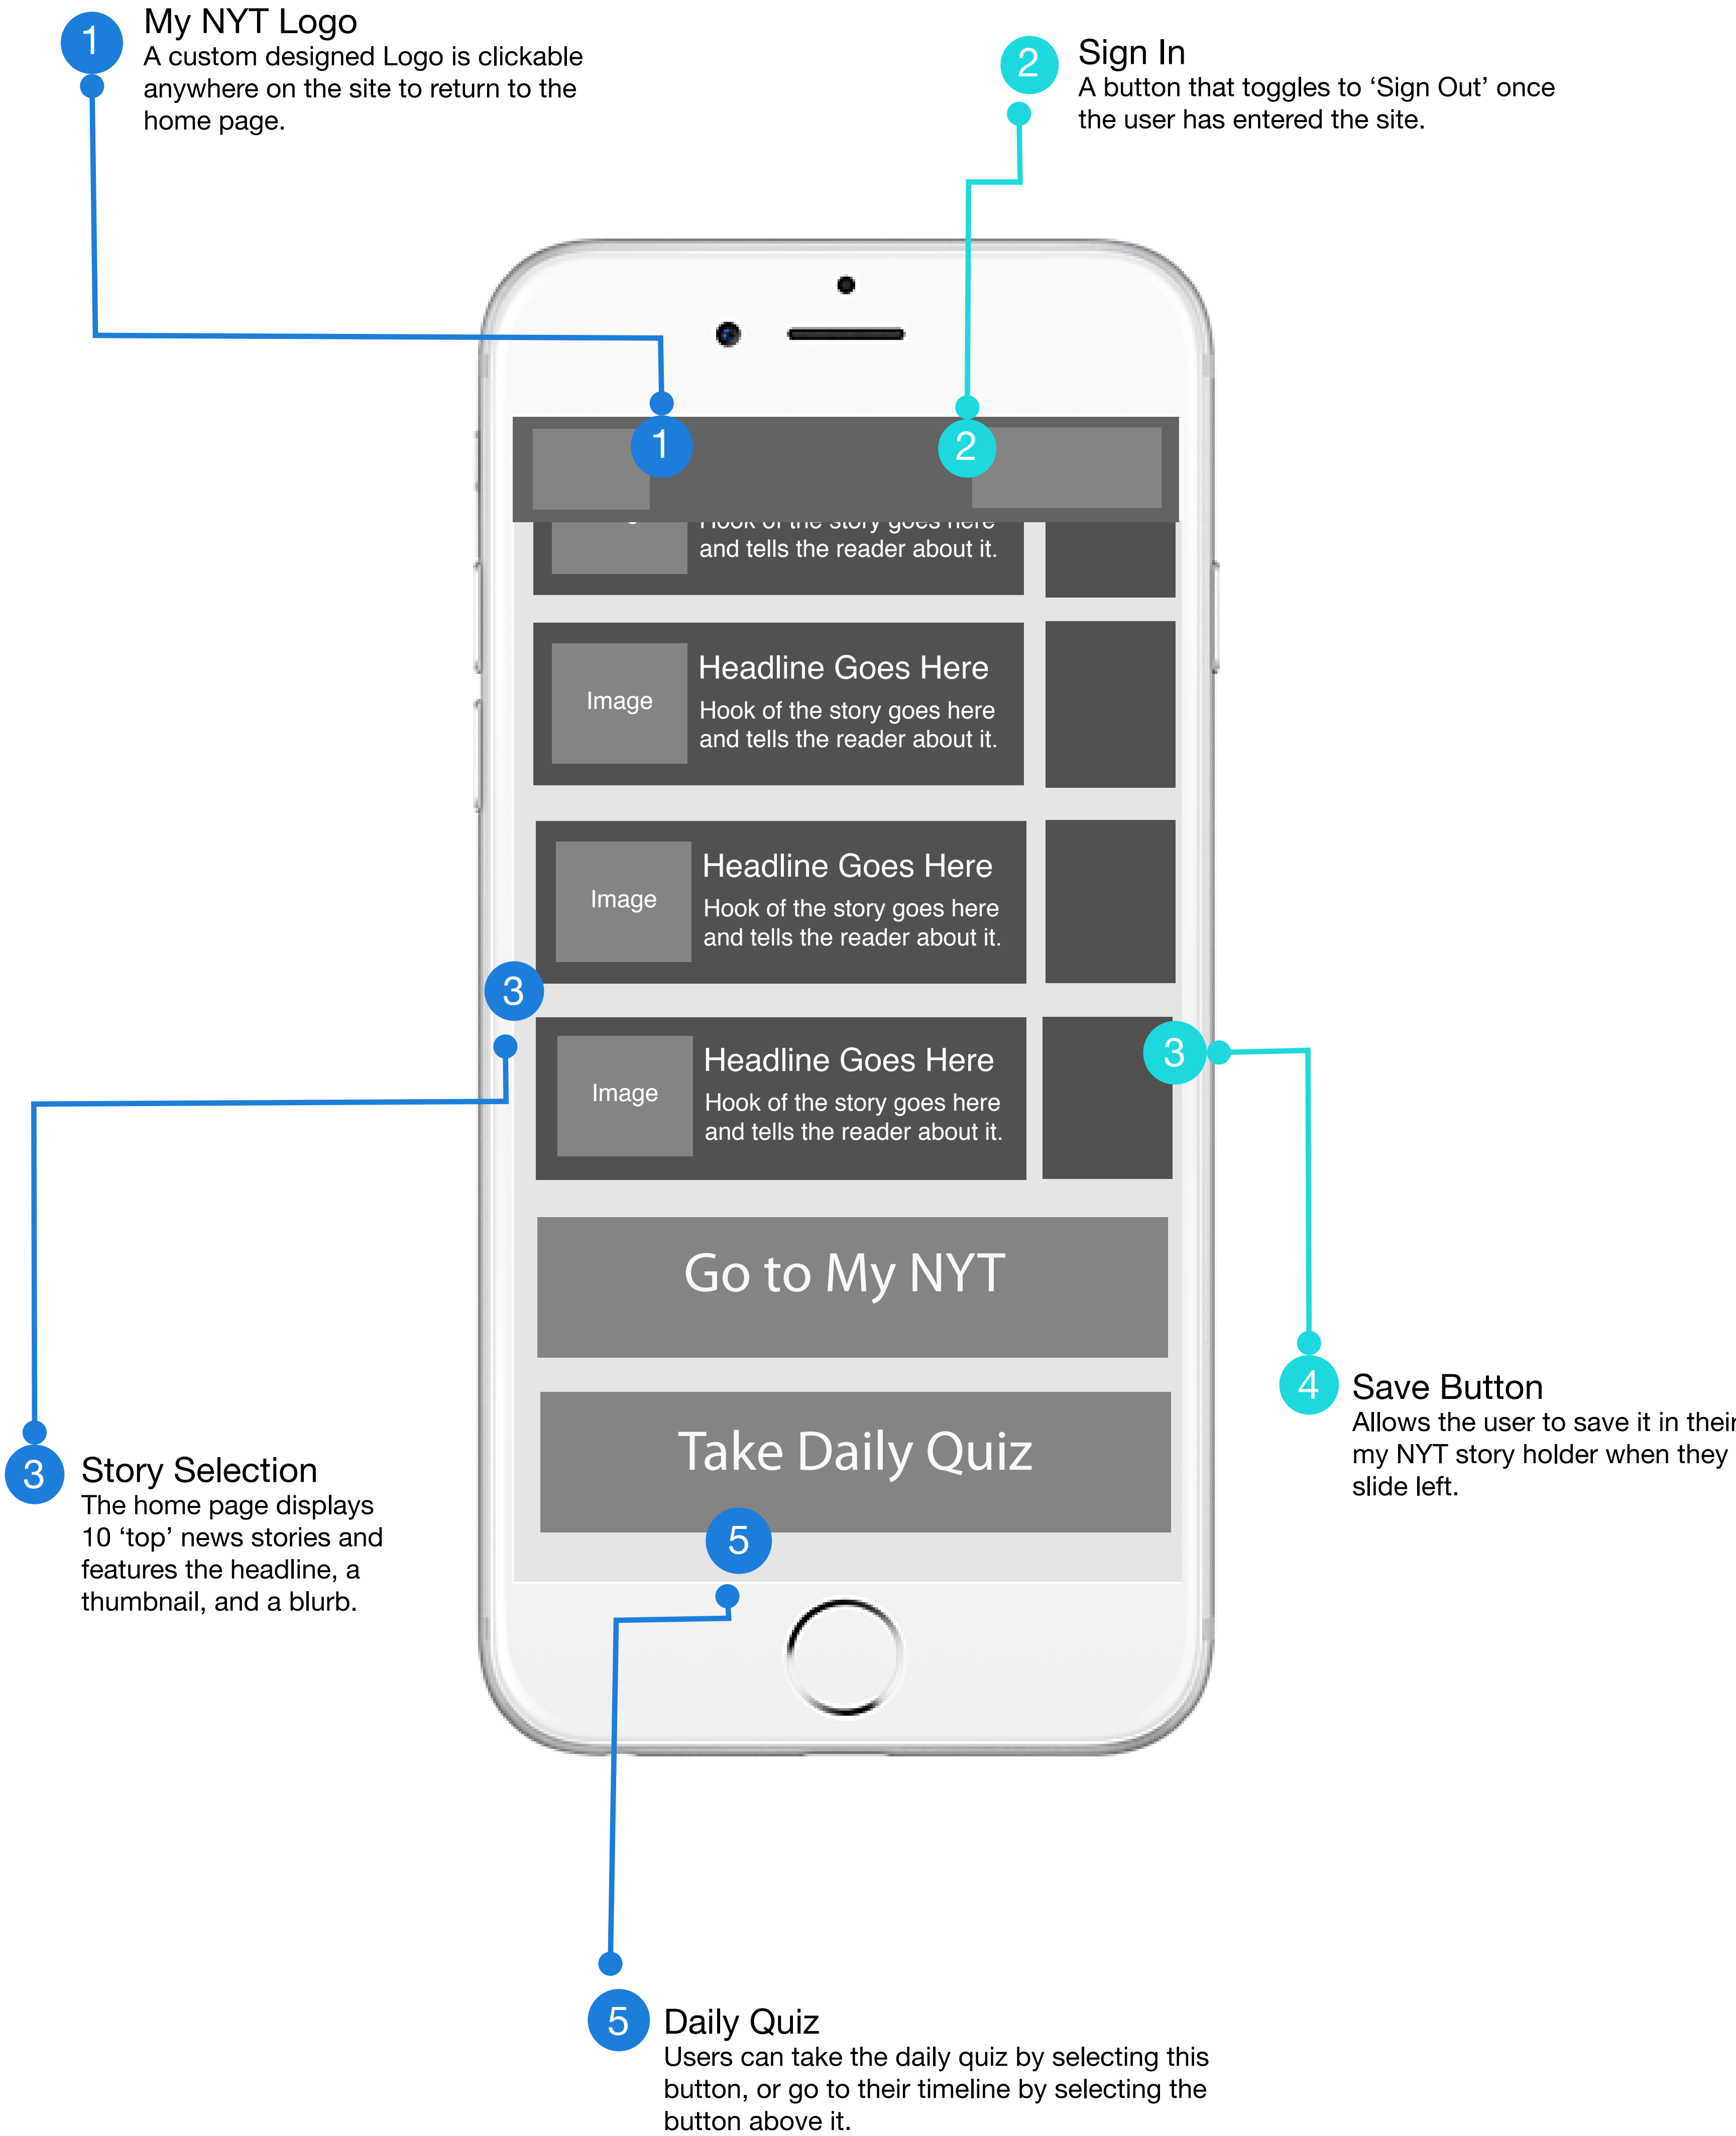 1
My NYT Logo
A custom designed Logo is clickable
anywhere on the site to return to the
home page.
2
Sign In
A button that toggles to ‘Sign Out’ once
the user has entered the site.
1
2
Hook of the story goes here
and tells the reader about it.
Image
Headline Goes Here
Hook of the story goes here
and tells the reader about it.
Image
Headline Goes Here
Hook of the story goes here
and tells the reader about it.
3
Image
Headline Goes Here
Hook of the story goes here
and tells the reader about it.
3
Go to My NYT
Take Daily Quiz
5
4
Save Button
Allows the user to save it in their
my NYT story holder when they
slide left.
3
Story Selection
The home page displays
10 ‘top’ news stories and
features the headline, a
thumbnail, and a blurb.
5
Daily Quiz
Users can take the daily quiz by selecting this
button, or go to their timeline by selecting the
button above it.